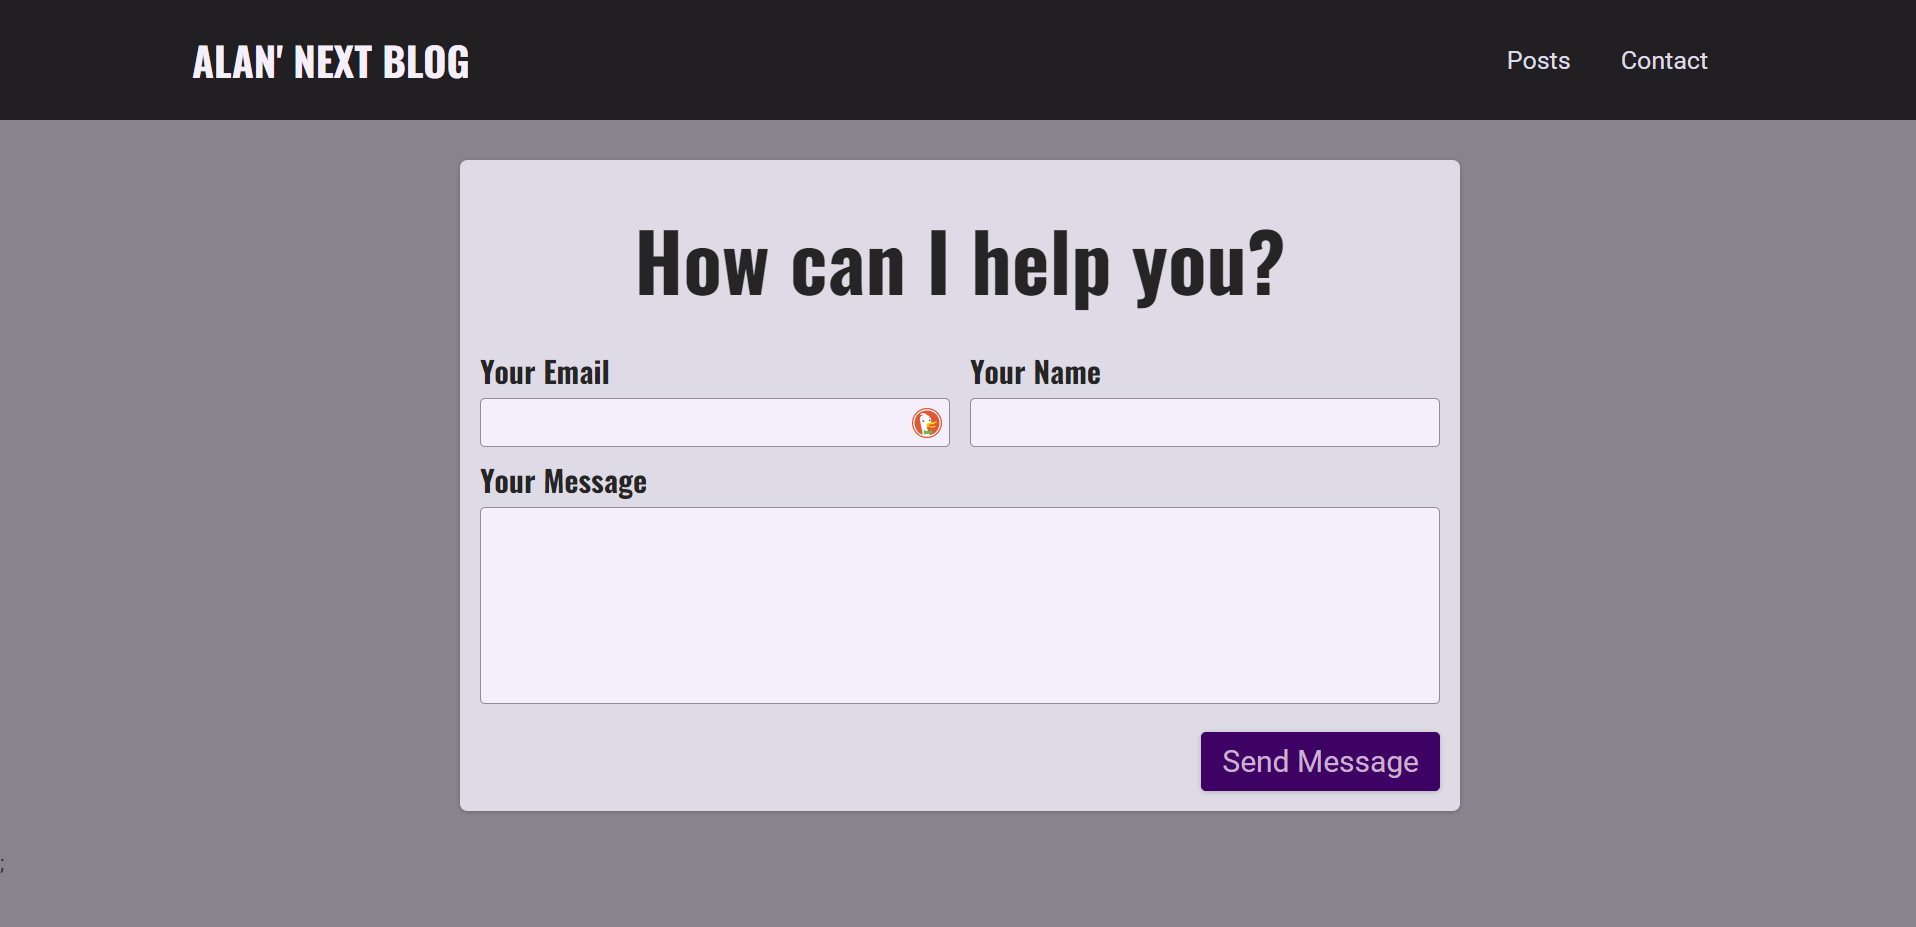 ALAN' NEXT BLOG
Posts
Contact
How can I help you?
Your Email
Your Name
Your Message
Send Message
;